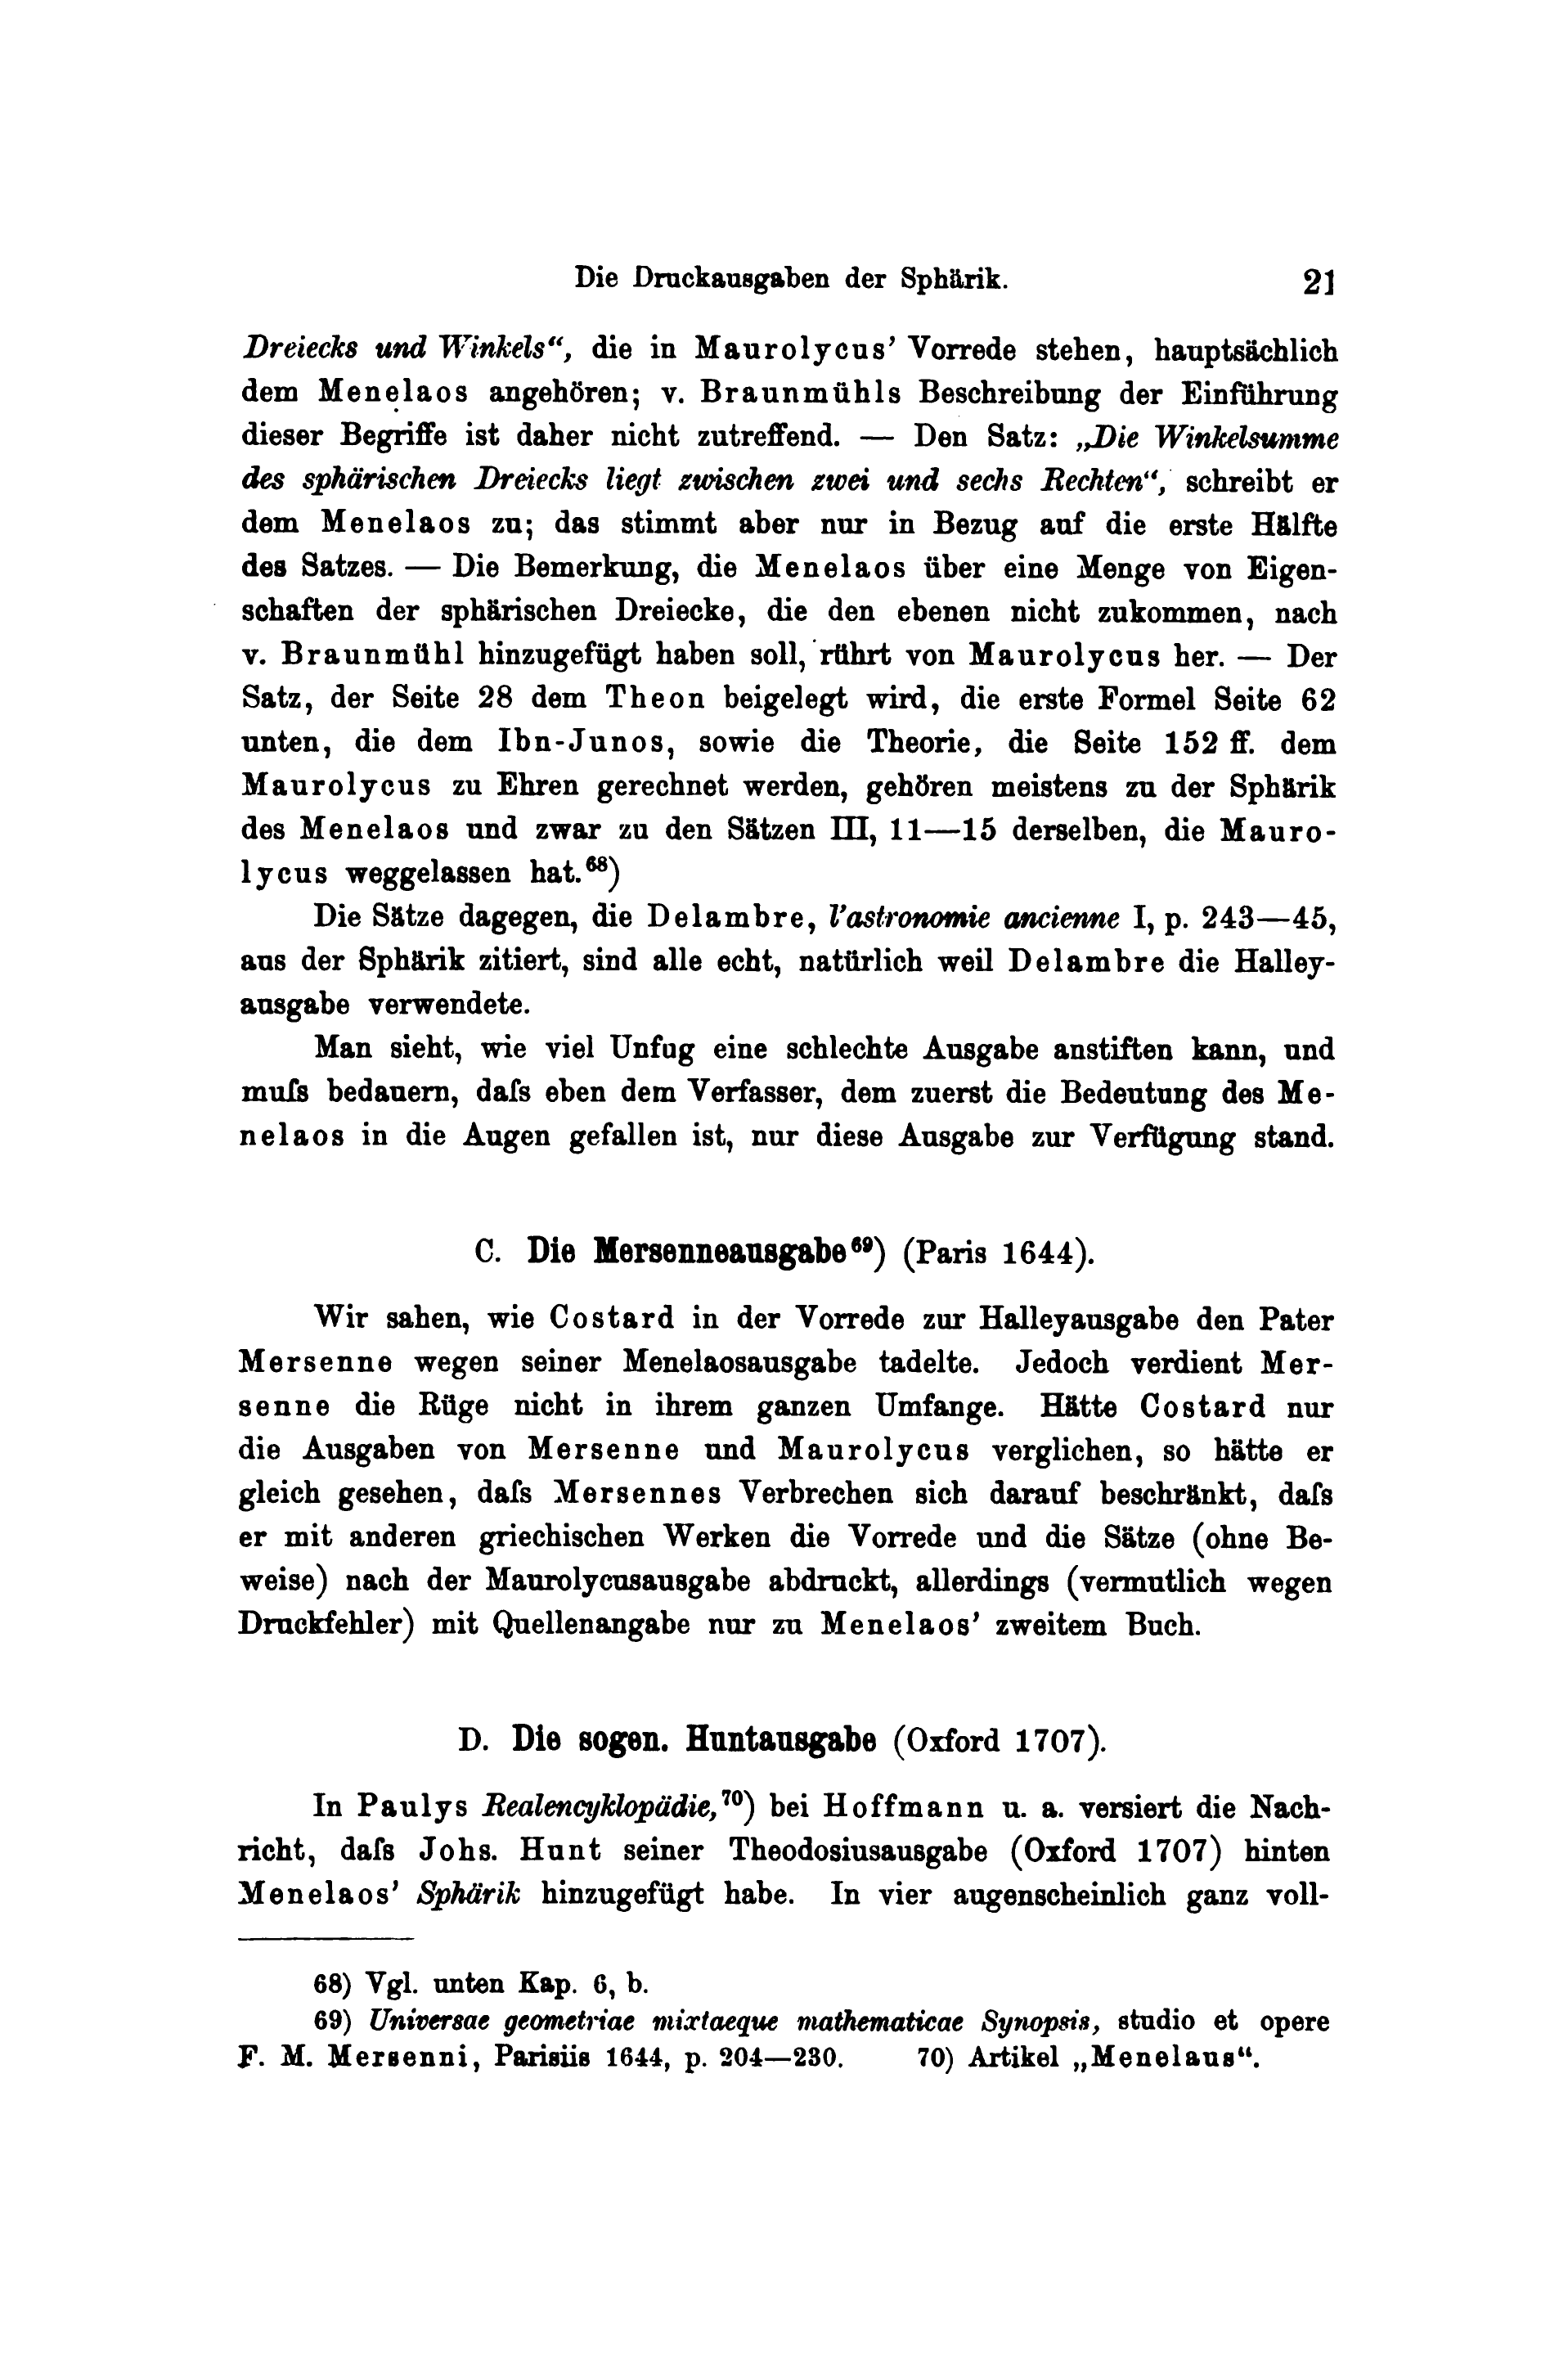 Die Druckausgaben der Sphärik. 21
Dreiecks und Winkels“, die in Maurolycus’ Vorrede stehen, hauptsächlich
dem Menelaos angehören; v. Braunmühls Beschreibung der Einführung
dieser Begriffe ist daher nicht zutreffend. — Den Satz: „Die Winkelsumme
des sphärischen Dreiecks liegt zwischen zwei und sechs Rechten“, schreibt er
dem Menelaos zu; das stimmt aber nur in Bezug auf die erste Hälfte
des Satzes. — Die Bemerkung, die Menelaos über eine Menge von Eigen-
schaften der sphärischen Dreiecke, die den ebenen nicht zukommen, nach
v. Braunmühl hinzugefügt haben soll, rührt von Maurolycus her. — Der
Satz, der Seite 28 dem Theon beigelegt wird, die erste Formel Seite 62
unten, die dem Ibn-Junos, sowie die Theorie, die Seite 152 ff. dem
Maurolycus zu Ehren gerechnet werden, gehören meistens zu der Sphärik
des Menelaos und zwar zu den Sätzen III, 11—15 derselben, die Mauro-
lycus weggelassen hat.⁶⁸)
Die Sätze dagegen, die Delambre, l’astronomie ancienne I, p. 243—45,
aus der Sphärik zitiert, sind alle echt, natürlich weil Delambre die Halley-
ausgabe verwendete.
Man sieht, wie viel Unfug eine schlechte Ausgabe anstiften kann, und
muſs bedauern, daſs eben dem Verfasser, dem zuerst die Bedeutung des Me-
nelaos in die Augen gefallen ist, nur diese Ausgabe zur Verfügung stand.
C. Die Mersenneausgabe⁶⁹) (Paris 1644).
Wir sahen, wie Costard in der Vorrede zur Halleyausgabe den Pater
Mersenne wegen seiner Menelaosausgabe tadelte. Jedoch verdient Mer-
senne die Rüge nicht in ihrem ganzen Umfange. Hätte Costard nur
die Ausgaben von Mersenne und Maurolycus verglichen, so hätte er
gleich gesehen, daſs Mersennes Verbrechen sich darauf beschränkt, daſs
er mit anderen griechischen Werken die Vorrede und die Sätze (ohne Be-
weise) nach der Maurolycusausgabe abdruckt, allerdings (vermutlich wegen
Druckfehler) mit Quellenangabe nur zu Menelaos’ zweitem Buch.
D. Die sogen. Huntausgabe (Oxford 1707).
In Paulys Realencyklopädie,⁷⁰) bei Hoffmann u. a. versiert die Nach-
richt, daſs Johs. Hunt seiner Theodosiusausgabe (Oxford 1707) hinten
Menelaos’ Sphärik hinzugefügt habe. In vier augenscheinlich ganz voll-
68) Vgl. unten Kap. 6, b.
69) Universae geometriae mixtaeque mathematicae Synopsis, studio et opere
F. M. Mersenni, Parisiis 1644, p. 204—230. 70) Artikel „Menelaus“.